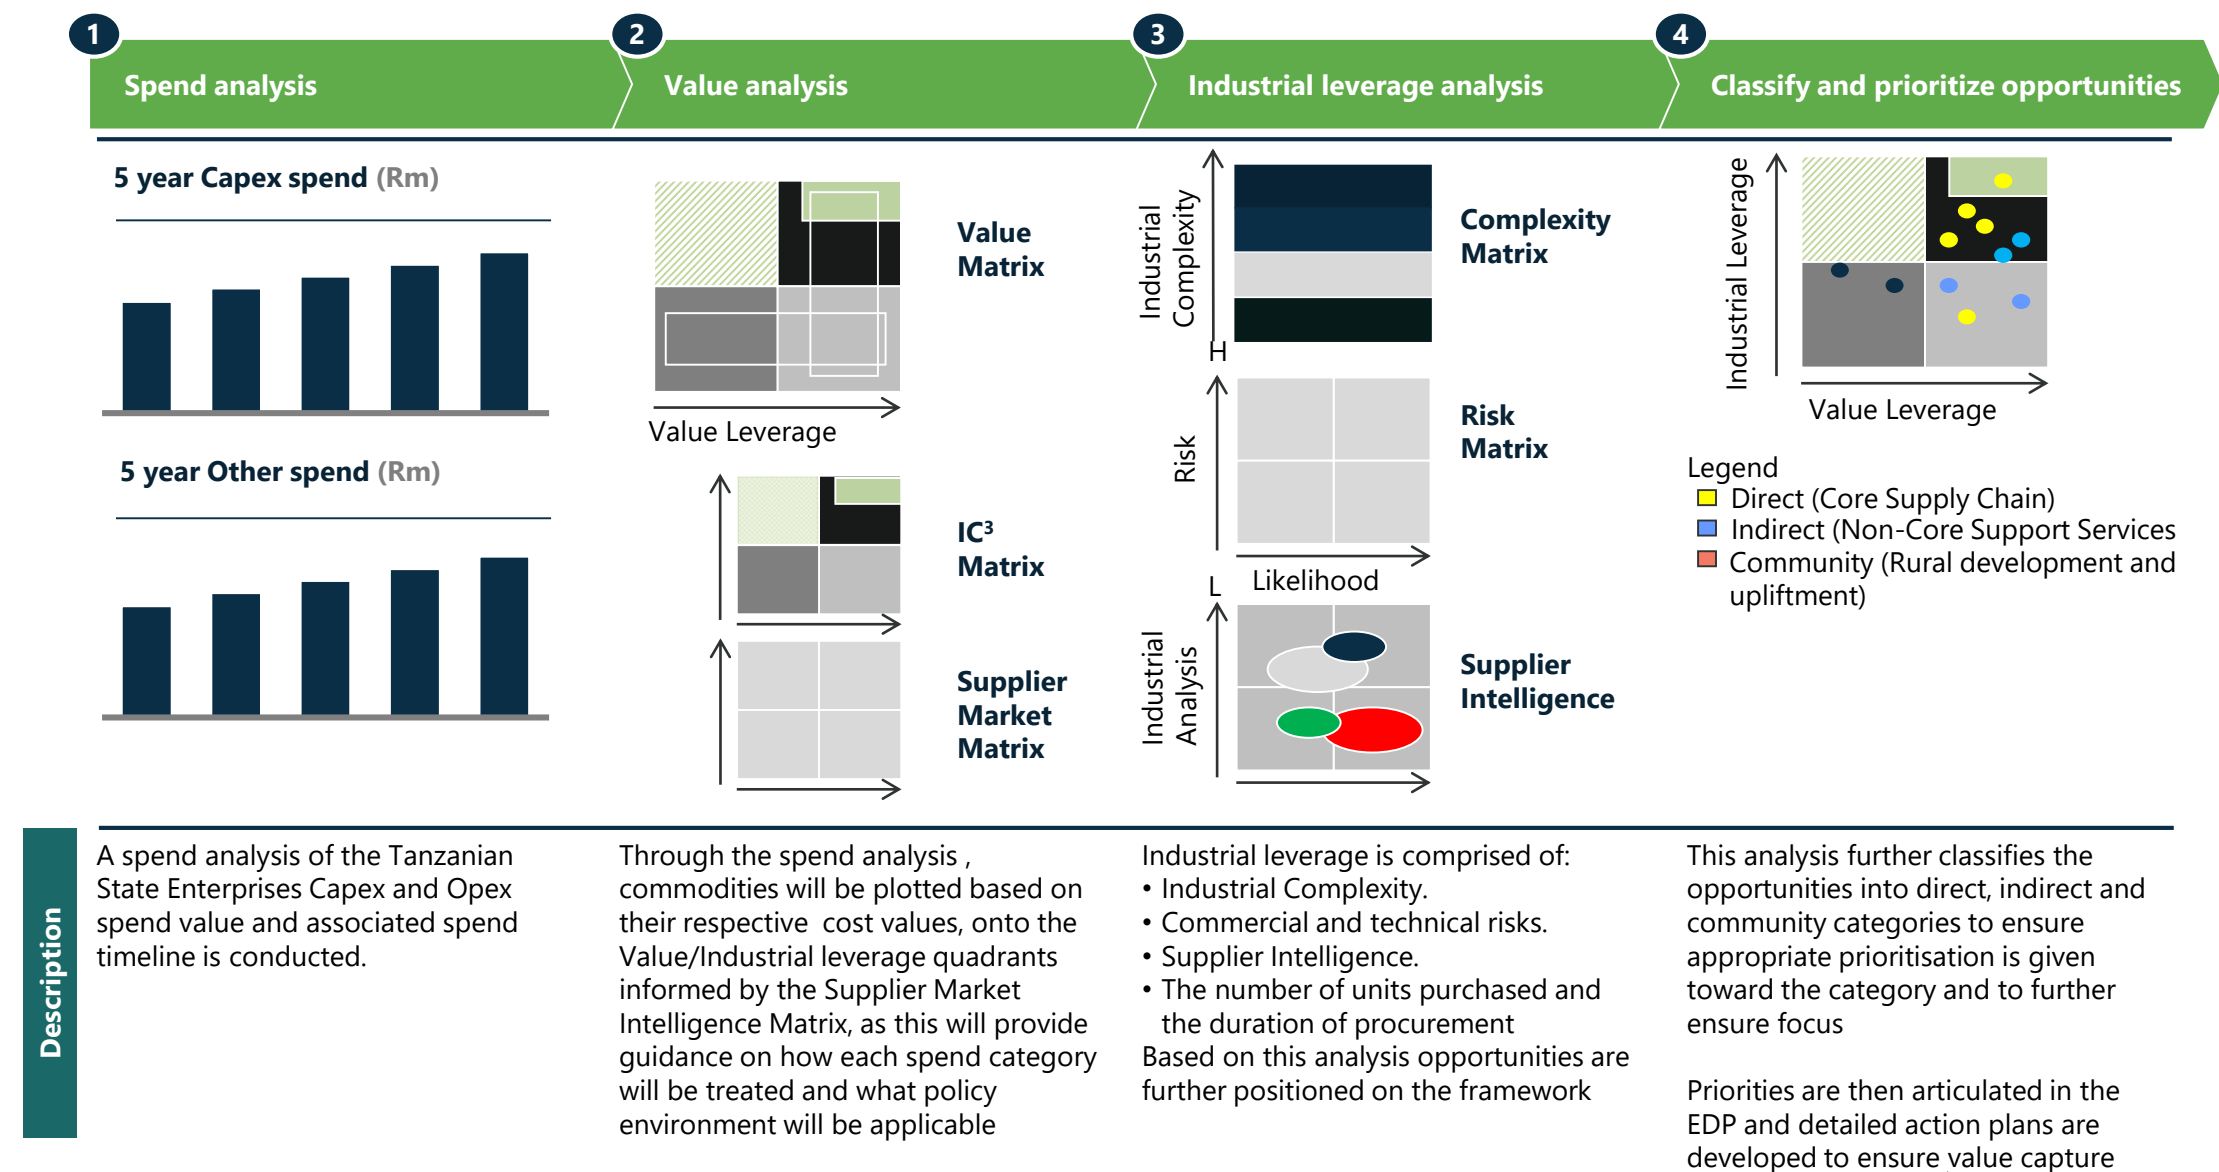 1
Spend analysis
2
Value analysis
3
Industrial leverage analysis
4
Classify and prioritize opportunities
5 year Capex spend (Rm)
5 year Other spend (Rm)
Value
Matrix
Value Leverage
IC³
Matrix
Supplier
Market
Matrix
Industrial
Complexity
Complexity
Matrix
H
Risk
Risk
Matrix
L
Likelihood
Industrial
Analysis
Supplier
Intelligence
Industrial Leverage
Value Leverage
Legend
Direct (Core Supply Chain)
Indirect (Non-Core Support Services
Community (Rural development and
upliftment)
Description
A spend analysis of the Tanzanian
State Enterprises Capex and Opex
spend value and associated spend
timeline is conducted.
Through the spend analysis ,
commodities will be plotted based on
their respective cost values, onto the
Value/Industrial leverage quadrants
informed by the Supplier Market
Intelligence Matrix, as this will provide
guidance on how each spend category
will be treated and what policy
environment will be applicable
Industrial leverage is comprised of:
• Industrial Complexity.
• Commercial and technical risks.
• Supplier Intelligence.
• The number of units purchased and
the duration of procurement
Based on this analysis opportunities are
further positioned on the framework
This analysis further classifies the
opportunities into direct, indirect and
community categories to ensure
appropriate prioritisation is given
toward the category and to further
ensure focus
Priorities are then articulated in the
EDP and detailed action plans are
developed to ensure value capture